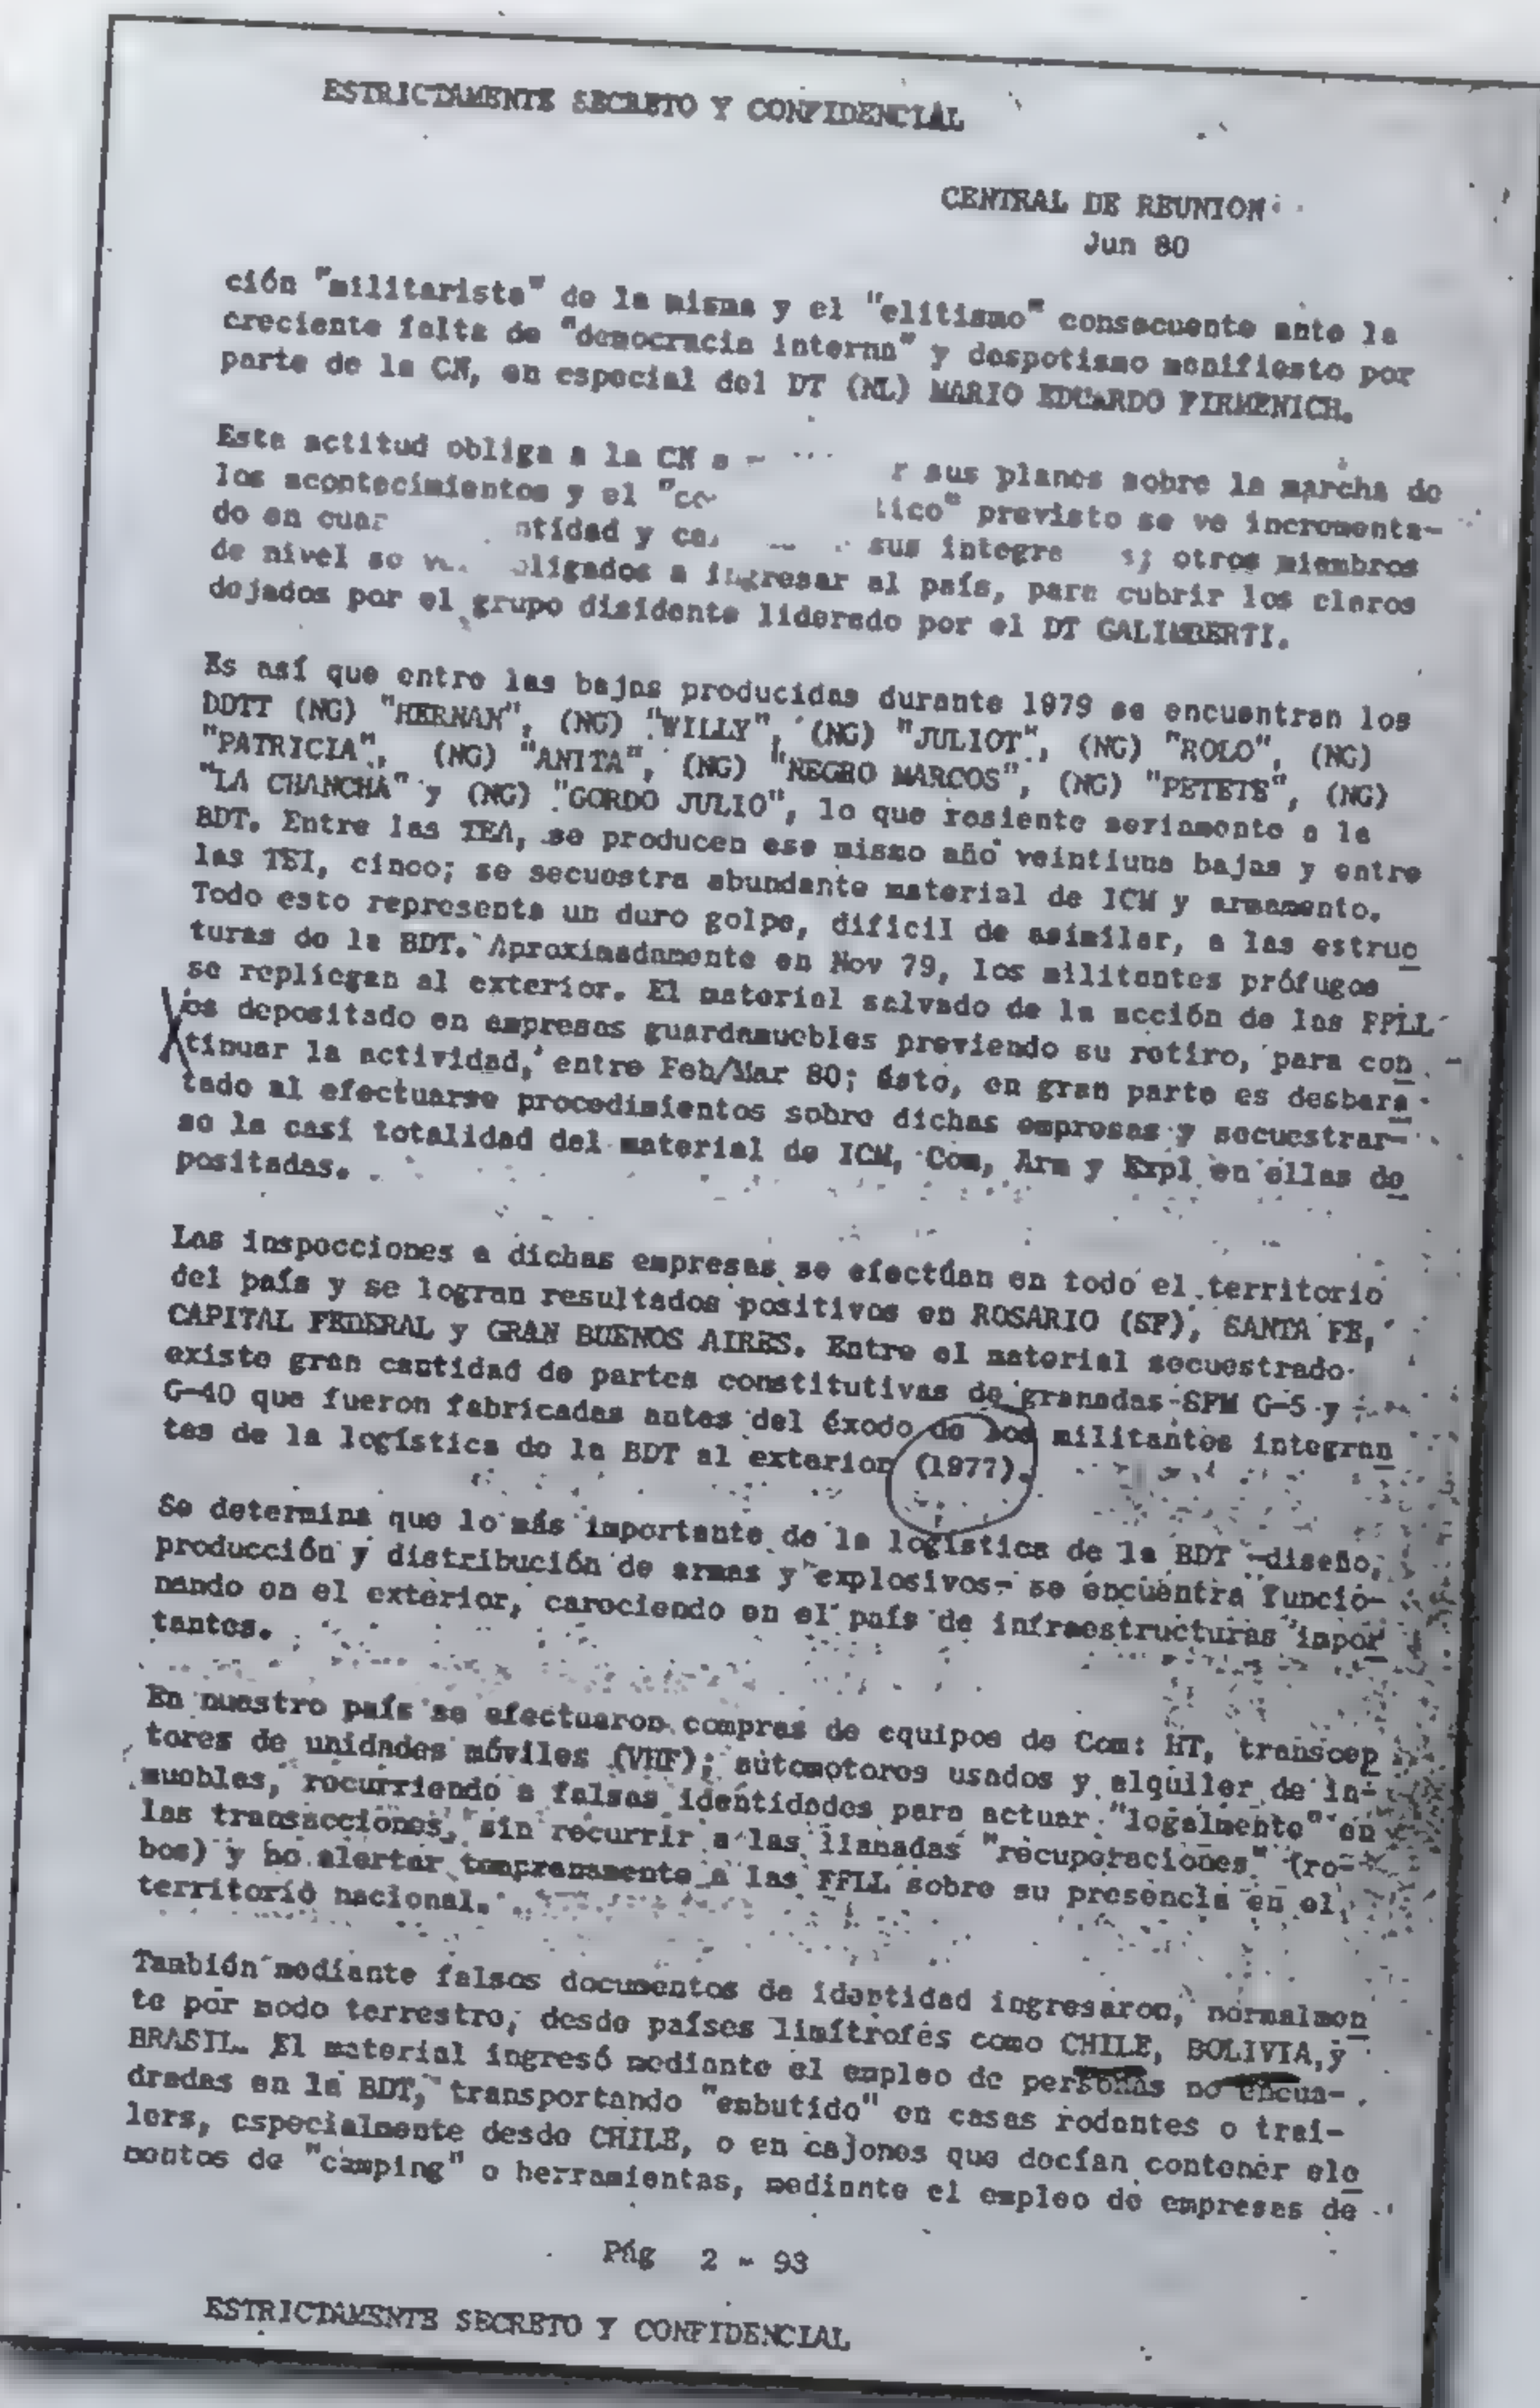 ESTRICTAMENTE SECRETO Y CONFIDENCIAL
CENTRAL DE REUNION
Jun 80
ción "militarista" de la misma y el "elitismo" consecuente ante la
creciente falta de "democracia interna" y despotismo manifiesto por
parte de la CN, en especial del DT (NL) MARIO EDUARDO FIRMENICH.
Esta actitud obliga a la CN a r sus planes sobre la marcha de
los acontecimientos y el previsto se ve incrementa-
do en y sus otros miembros
de nivel se obligados a ingresar al país, para cubrir los claros
dejados por el grupo disidente liderado por el DT GALIMBERTI.
Es así que entre las bajas producidas durante 1979 se encuentran los
DDTT (NG) "HERNAN", (NG) "WILLY", (NG) "JULIOT", (NG) "ROLO", (NG)
"PATRICIA", (NG) "ANITA", (NG) "NEGRO MARCOS", (NG) "PETETE", (NG)
"LA CHANCHA" y (NG) "GORDO JULIO", lo que resiente seriamente a la
BDT. Entre las TEA, se producen ese mismo año veintiuna bajas y entre
las TEI, cinco; se secuestra abundante material de ICM y armamento.
Todo esto representa un duro golpe, dificil de asimilar, a las estruc
turas de la BDT. Aproximadamente en Nov 79, los militantes prófugos
se repliegan al exterior. El material salvado de la acción de las FFLL
es depositado en empresas guardamuebles previendo su retiro, para con
tinuar la actividad, entre Feb/Mar 80; ésto, en gran parte es desbara
tado al efectuarse procedimientos sobre dichas empresas y secuestrar-
se la casi totalidad del material de ICM, Com, Arm y Expl en ellas de
positadas.
Las inspecciones a dichas empresas se efectúan en todo el territorio
del país y se logran resultados positivos en ROSARIO (SF), SANTA FE,
CAPITAL FEDERAL y GRAN BUENOS AIRES. Entre el material secuestrado
existe gran cantidad de partes constitutivas de granadas SFM G-5 y
G-40 que fueron fabricadas antes del éxodo de los militantes integran
tes de la logística de la BDT al exterior (1977).
Se determina que lo más importante de la logística de la BDT -diseño,
producción y distribución de armas y explosivos- se encuentra funcio-
nando en el exterior, careciendo en el país de infraestructuras impor
tantes.
En nuestro país se efectuaron compras de equipos de Com: HT, transcep
tores de unidades móviles (VHF); automotores usados y alquiler de in-
muebles, recurriendo a falsas identidades para actuar "legalmente" en
las transacciones, sin recurrir a las llamadas "recuperaciones" (ro-
bos) y no alertar tempranamente a las FFLL sobre su presencia en el
territorio nacional.
También mediante falsos documentos de identidad ingresaron, normalmen
te por modo terrestre, desde países limítrofes como CHILE, BOLIVIA, y
BRASIL. El material ingresó mediante el empleo de personas no encua-
dradas en la BDT, transportando "embutido" en casas rodantes o trai-
lers, especialmente desde CHILE, o en cajones que decían contener ele
mentos de "camping" o herramientas, mediante el empleo de empresas de
Pág 2 - 93
ESTRICTAMENTE SECRETO Y CONFIDENCIAL